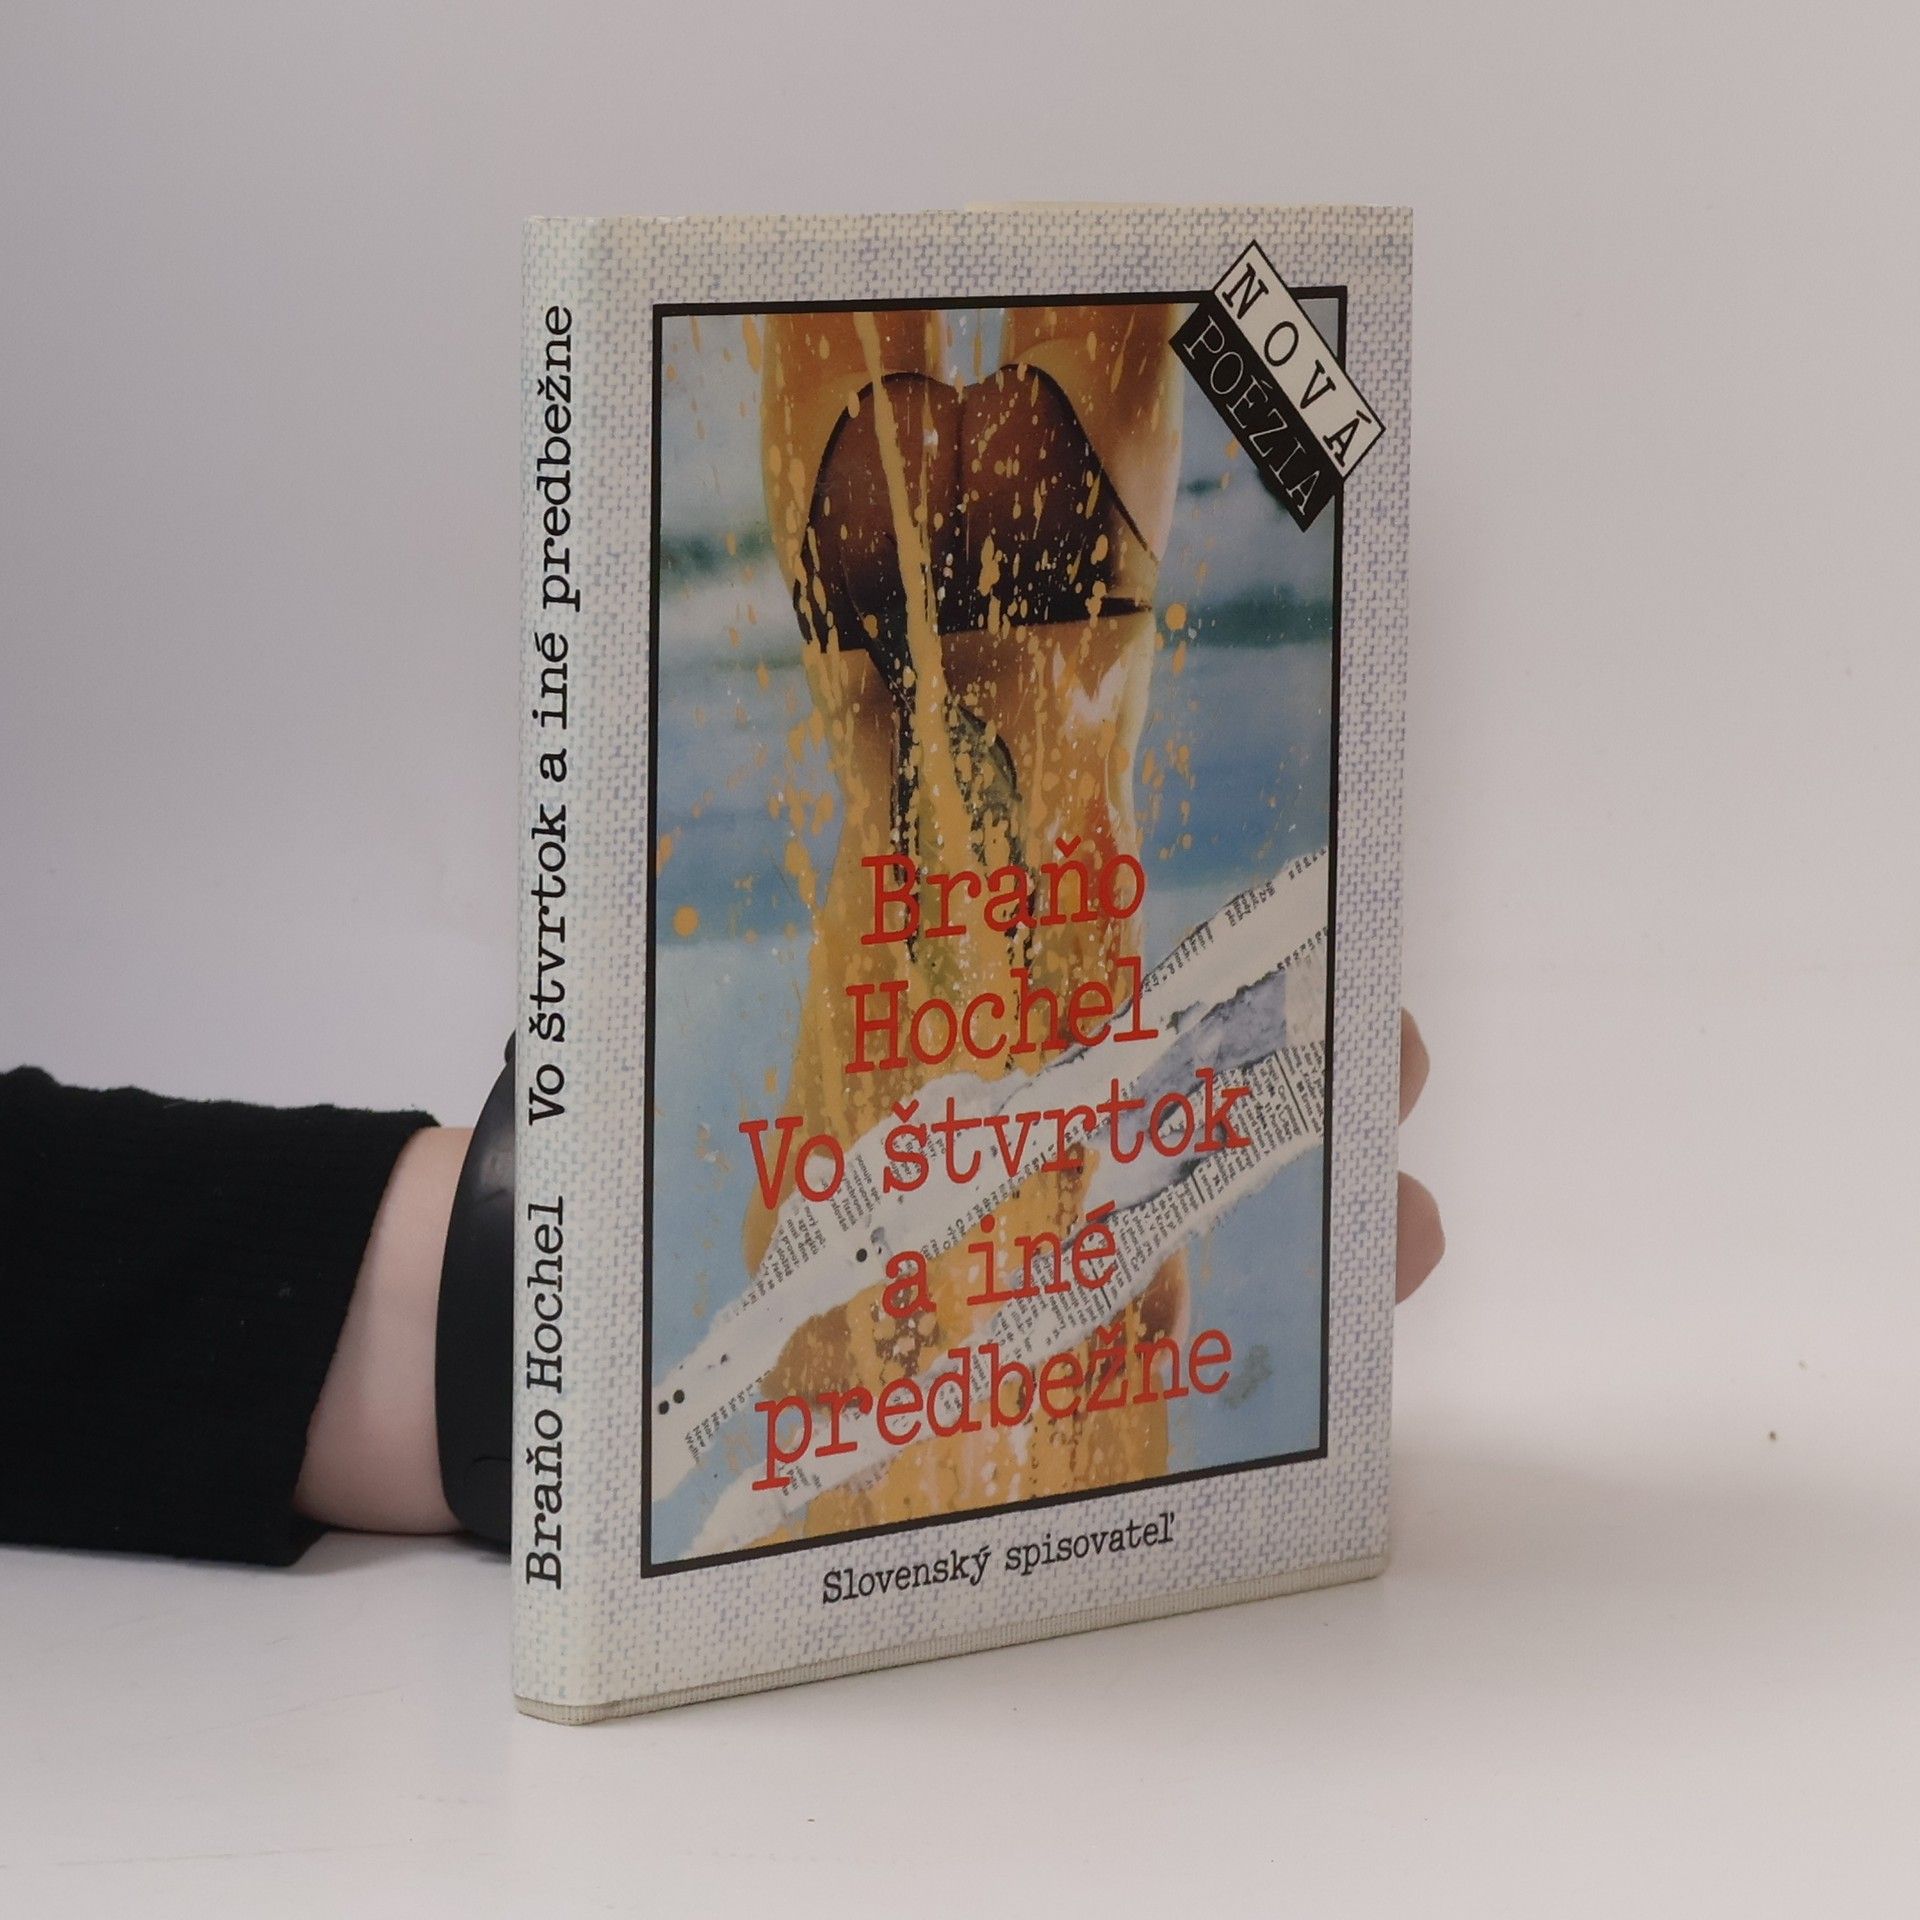 Braňo Hochel Vo štvrtok a iné predbežne
NOVÁ
POÉZIA
Braňo
Hochel
Vo štvrtok
a iné
predbežne
Slovenský spisovateľ